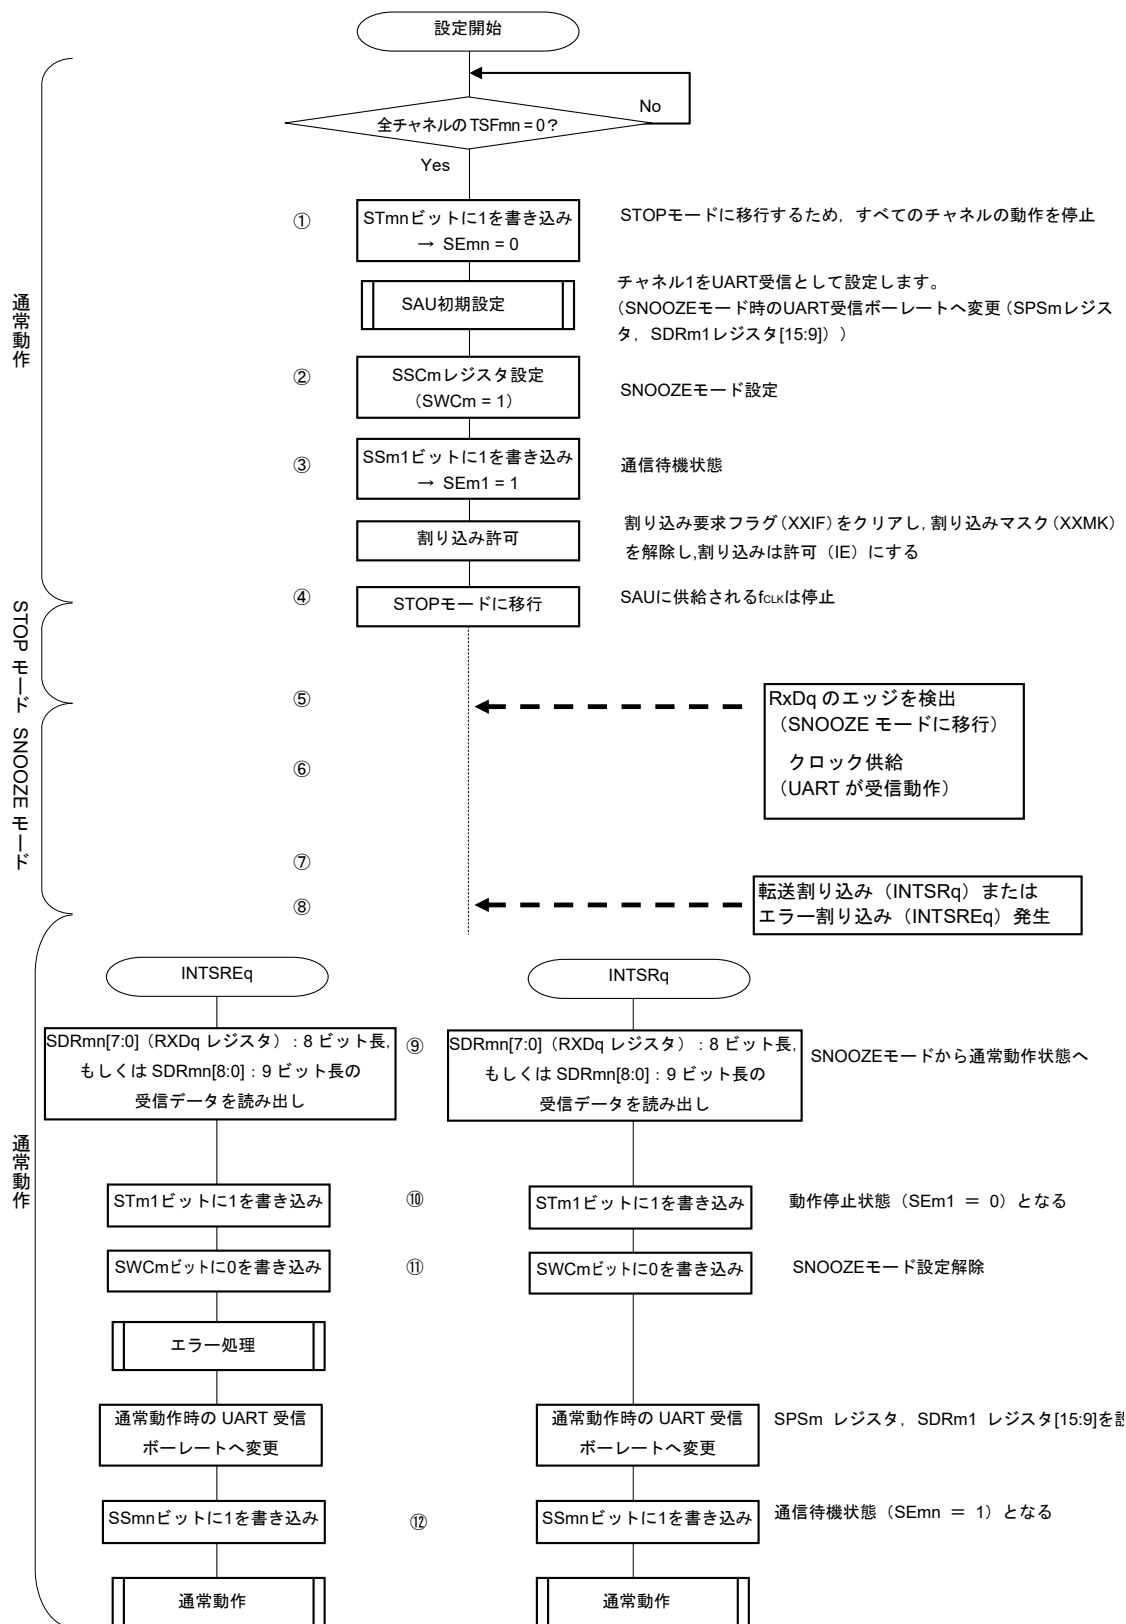 設定開始
No
全チャネルの TSFmn = 0？
Yes
①
STmnビットに1を書き込み
→ SEmn = 0
STOPモードに移行するため，すべてのチャネルの動作を停止
SAU初期設定
チャネル1をUART受信として設定します。
（SNOOZEモード時のUART受信ボーレートへ変更（SPSmレジス
タ，SDRm1レジスタ[15:9]））
②
SSCmレジスタ設定
（SWCm = 1）
SNOOZEモード設定
③
SSm1ビットに1を書き込み
→ SEm1 = 1
通信待機状態
割り込み許可
割り込み要求フラグ（XXIF）をクリアし,割り込みマスク（XXMK）
を解除し,割り込みは許可（IE）にする
④
STOPモードに移行
SAUに供給されるfCLKは停止
通常動作
STOP モード
SNOOZE モード
⑤
RxDq のエッジを検出
（SNOOZE モードに移行）
⑥
クロック供給
（UART が受信動作）
⑦
⑧
転送割り込み（INTSRq）または
エラー割り込み（INTSREq）発生
通常動作
INTSREq
INTSRq
SDRmn[7:0]（RXDq レジスタ）：8 ビット長,
もしくは SDRmn[8:0]：9 ビット長の
受信データを読み出し
⑨
SDRmn[7:0]（RXDq レジスタ）：8 ビット長,
もしくは SDRmn[8:0]：9 ビット長の
受信データを読み出し
SNOOZEモードから通常動作状態へ
STm1ビットに1を書き込み
⑩
STm1ビットに1を書き込み
動作停止状態（SEm1 ＝ 0）となる
SWCmビットに0を書き込み
⑪
SWCmビットに0を書き込み
SNOOZEモード設定解除
エラー処理
通常動作時の UART 受信
ボーレートへ変更
通常動作時の UART 受信
ボーレートへ変更
SPSm レジスタ，SDRm1 レジスタ[15:9]を
SSmnビットに1を書き込み
⑫
SSmnビットに1を書き込み
通信待機状態（SEmn ＝ 1）となる
通常動作
通常動作